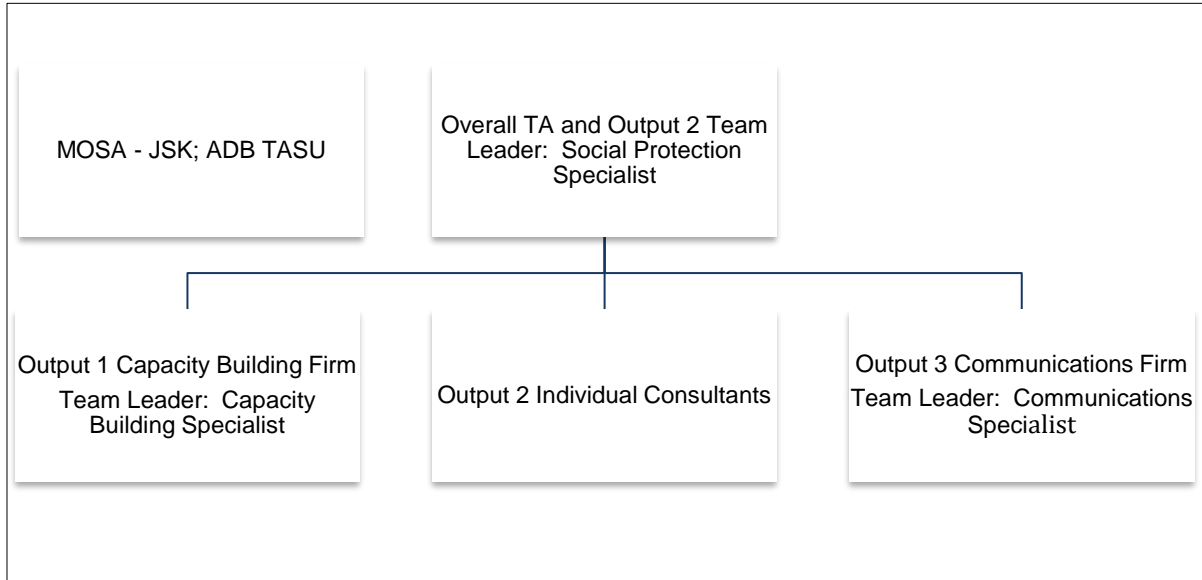 MOSA - JSK; ADB TASU
Overall TA and Output 2 Team
Leader: Social Protection
Specialist
Output 1 Capacity Building Firm
Team Leader: Capacity
Building Specialist
Output 2 Individual Consultants
Output 3 Communications Firm
Team Leader: Communications
Specialist